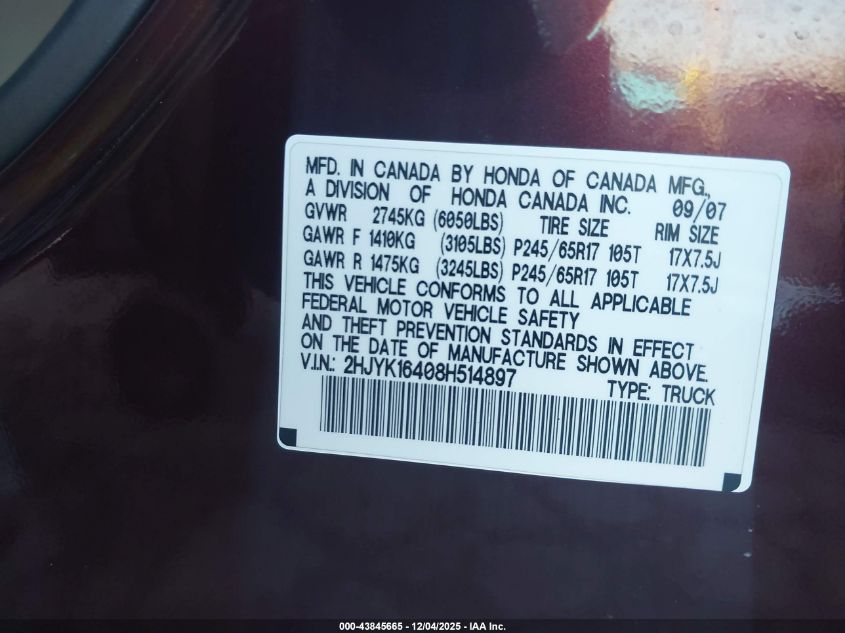 MFD. IN CANADA BY HONDA OF CANADA MFG.,
A DIVISION OF HONDA CANADA INC. 09/07
GVWR 2745KG (6050LBS) TIRE SIZE RIM SIZE
GAWR F 1410KG (3105LBS) P245/65R17 105T 17X7.5J
GAWR R 1475KG (3245LBS) P245/65R17 105T 17X7.5J
THIS VEHICLE CONFORMS TO ALL APPLICABLE
FEDERAL MOTOR VEHICLE SAFETY
AND THEFT PREVENTION STANDARDS IN EFFECT
ON THE DATE OF MANUFACTURE SHOWN ABOVE.
V.I.N.: 2HJYK16408H514897 TYPE: TRUCK
000-43845665 - 12/04/2025 - IAA Inc.